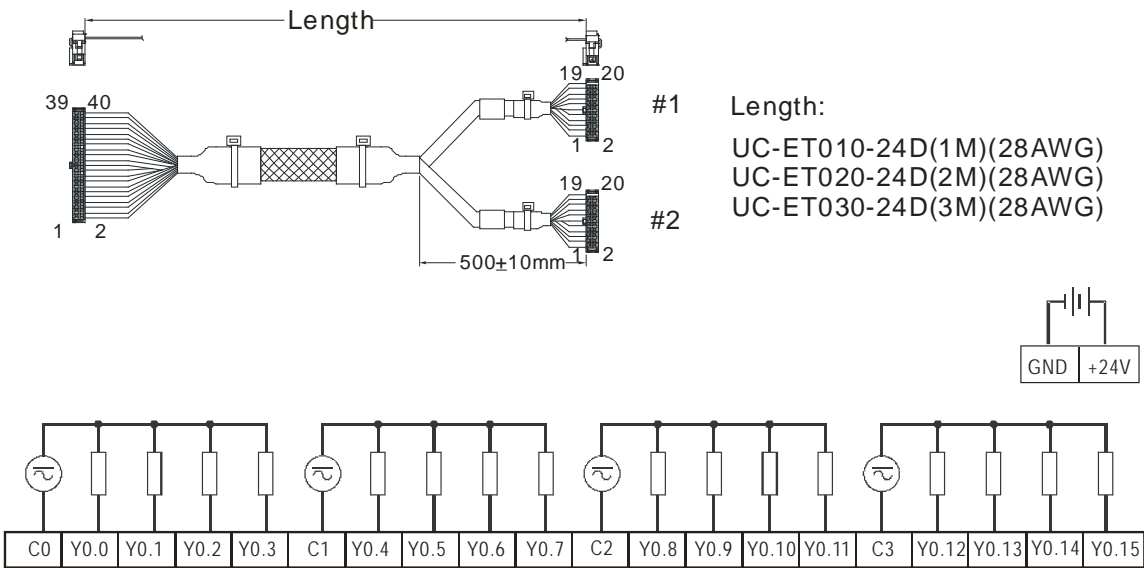 Length
19 20
39 40
#1
Length:
UC-ET010-24D(1M)(28AWG)
1 2
19 20
UC-ET020-24D(2M)(28AWG)
UC-ET030-24D(3M)(28AWG)
#2
1 2
1 2
500±10mm
GND +24V
C0 Y0.0 Y0.1 Y0.2 Y0.3 C1 Y0.4 Y0.5 Y0.6 Y0.7 C2 Y0.8 Y0.9 Y0.10 Y0.11 C3 Y0.12 Y0.13 Y0.14 Y0.15